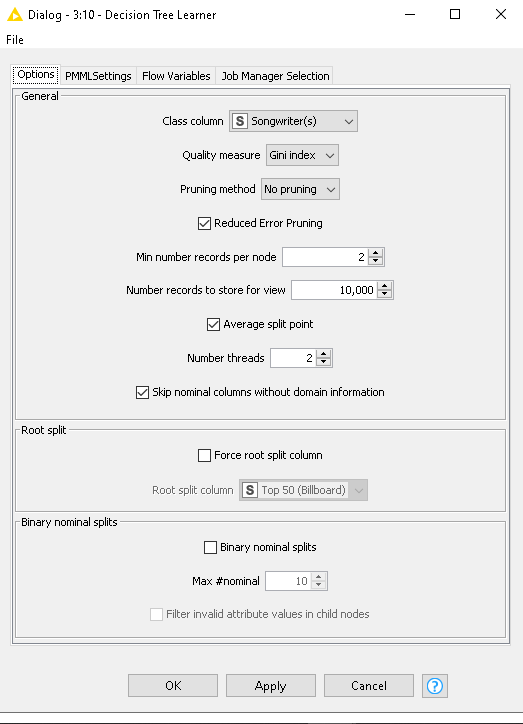 Dialog - 3:10 - Decision Tree Learner
File
Options PMMLSettings Flow Variables Job Manager Selection
General
Class column S Songwriter(s)
Quality measure Gini index
Pruning method No pruning
Reduced Error Pruning
Min number records per node 2
Number records to store for view 10,000
Average split point
Number threads 2
Skip nominal columns without domain information
Root split
Force root split column
Root split column S Top 50 (Billboard)
Binary nominal splits
Binary nominal splits
Max #nominal 10
Filter invalid attribute values in child nodes
OK Apply Cancel ?